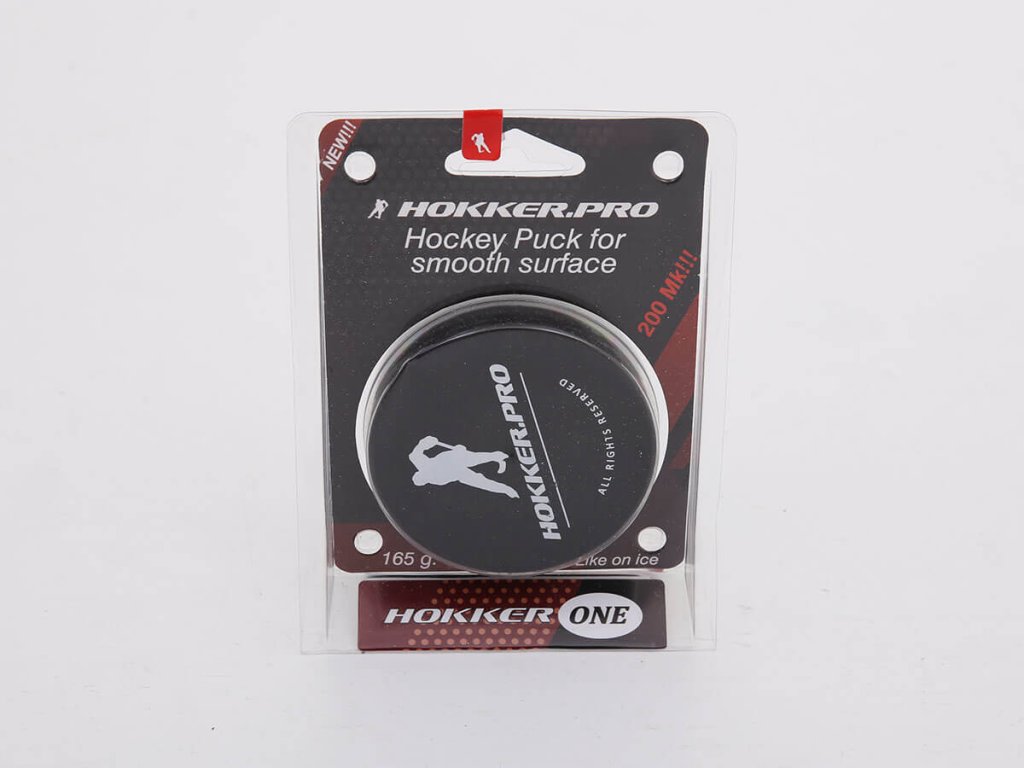 NEW!!!
HOKKER.PRO
Hockey Puck for
smooth surface
200 Mk!!!
HOKKER.PRO
ALL RIGHTS RESERVED
165 g.
Like on ice
HOKKER ONE